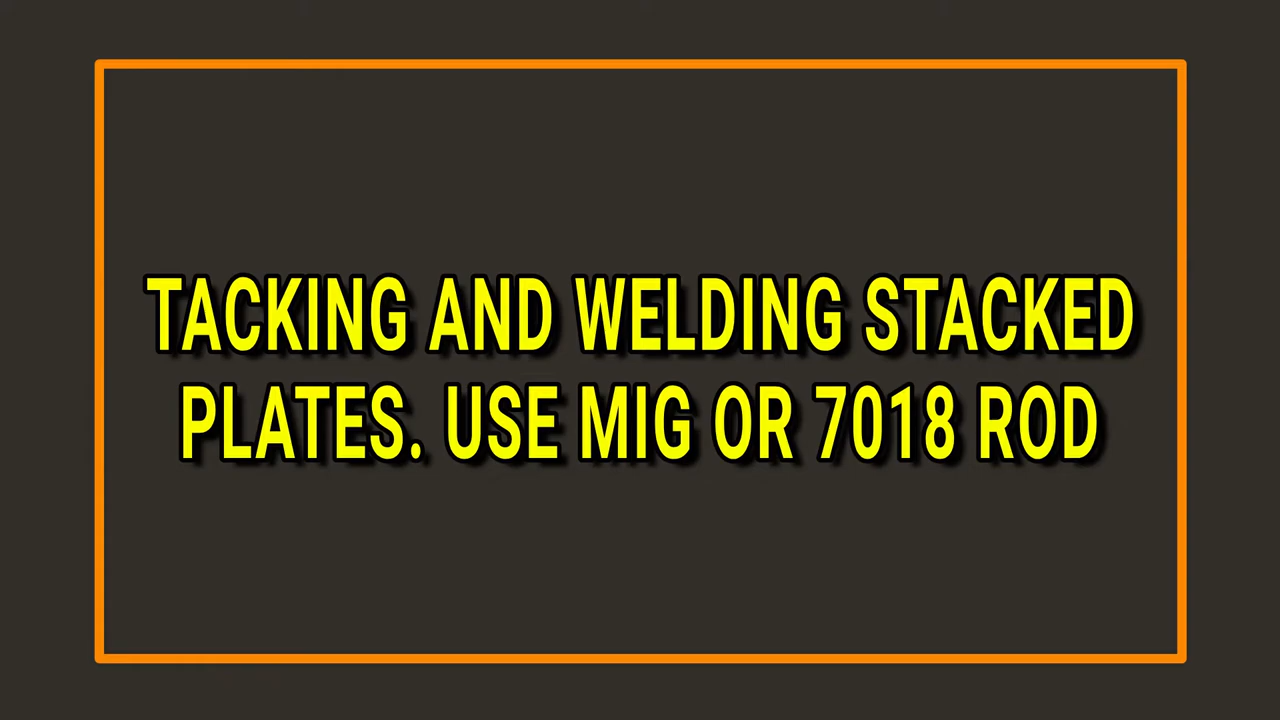 TACKING AND WELDING STACKED
PLATES. USE MIG OR 7018 ROD